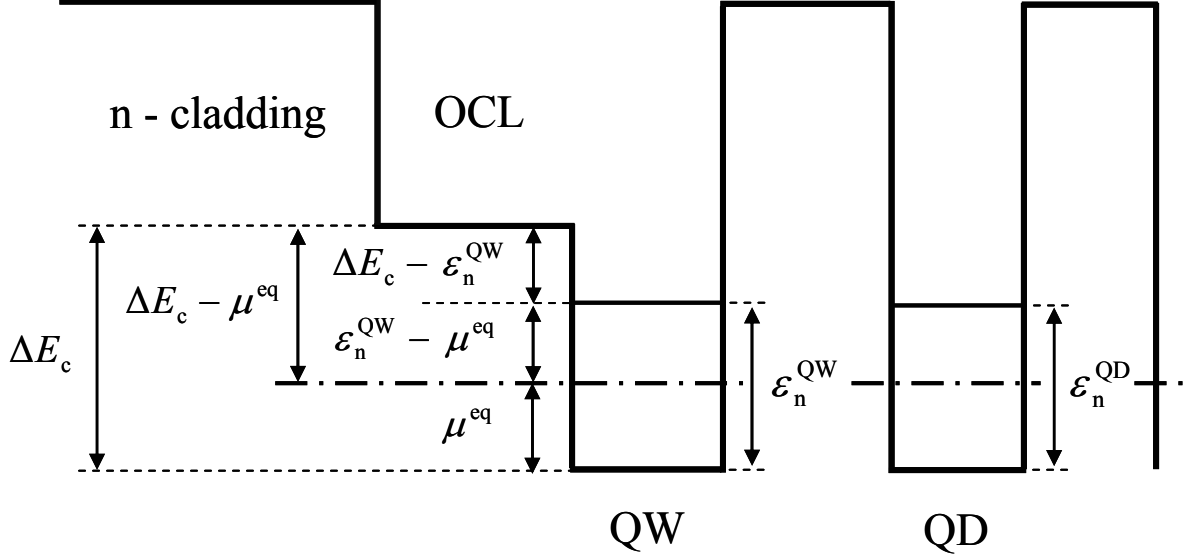 n - cladding
OCL
ΔE_c − ε_n^QW
ΔE_c − μ^eq
ε_n^QW − μ^eq
ΔE_c
ε_n^QW
ε_n^QD
μ^eq
QW
QD